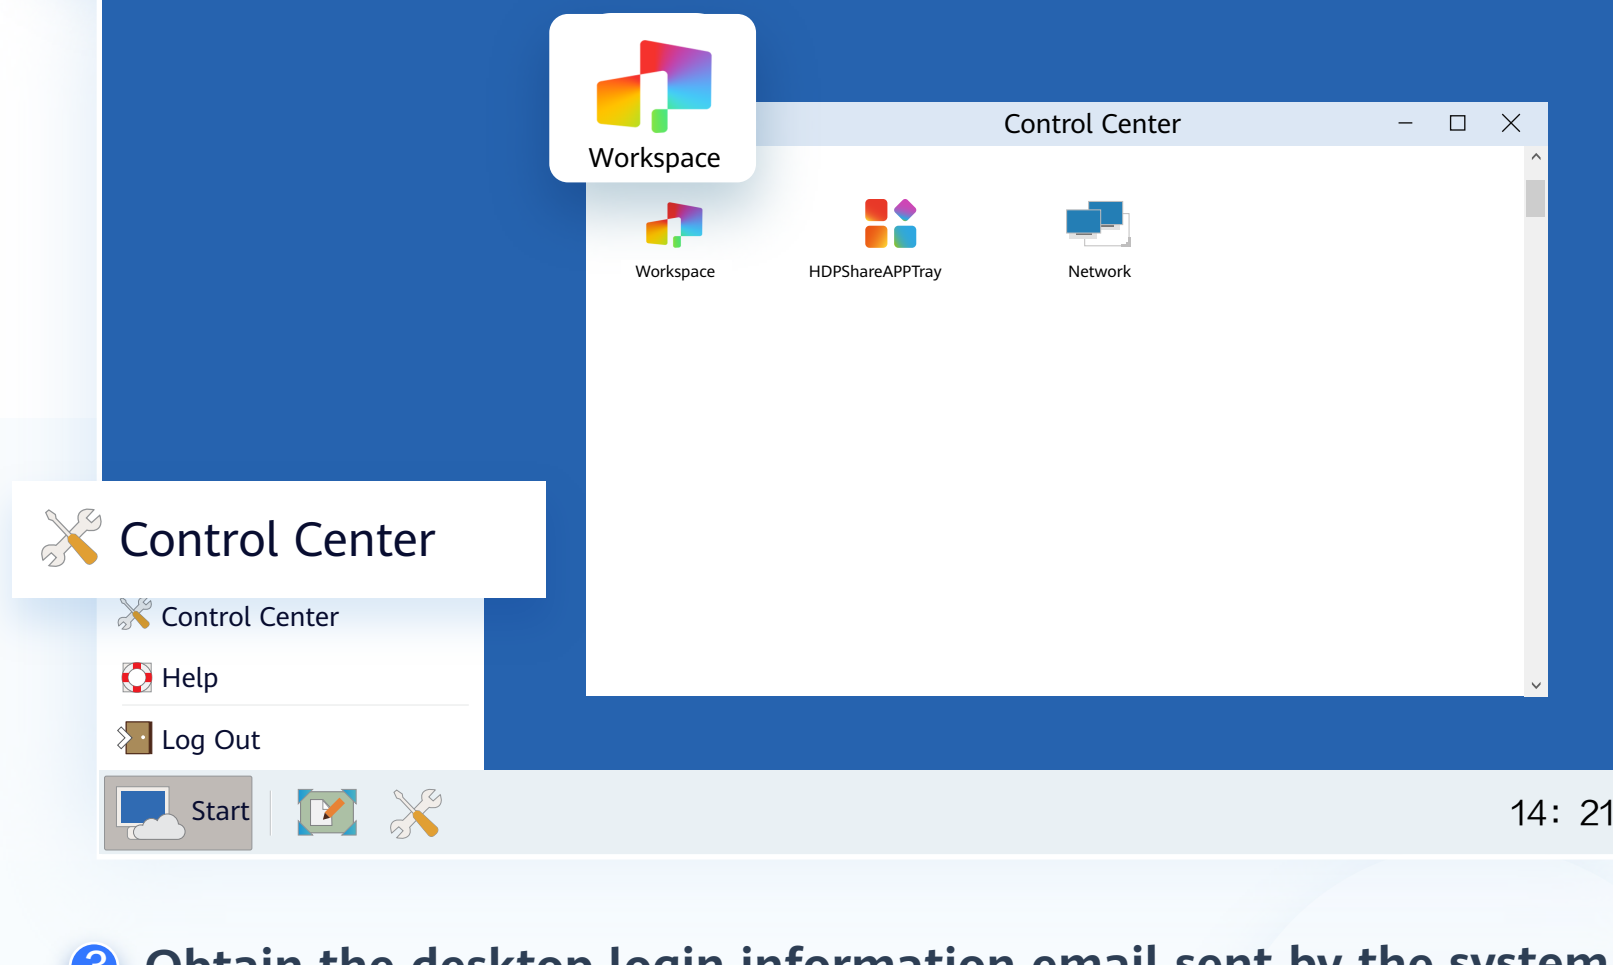 Workspace
Control Center
Workspace
HDPShareAPPTray
Network
Control Center
Control Center
Help
Log Out
Start
14: 21
3 Obtain the desktop login information email sent by the system